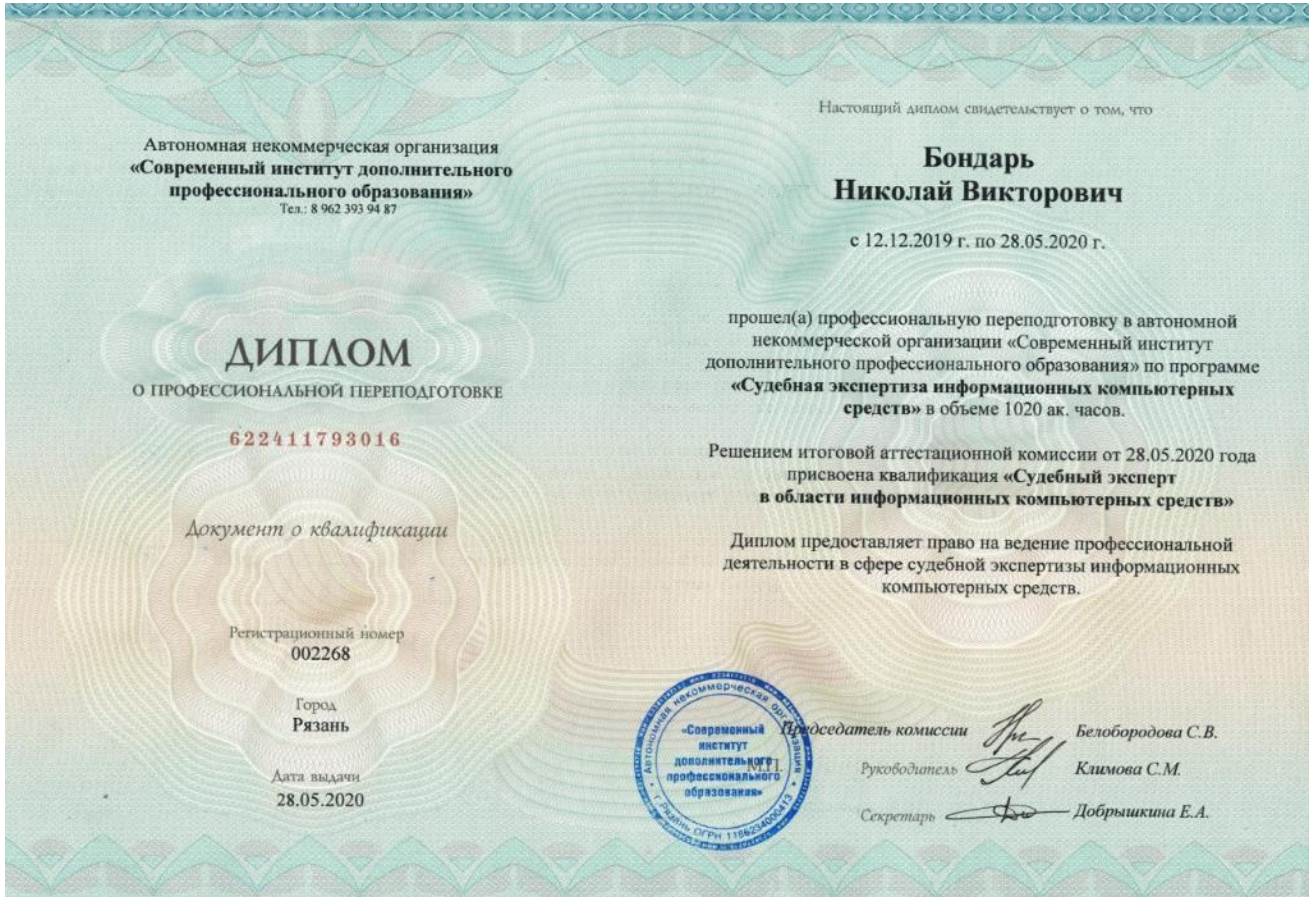 Автономная некоммерческая организация
«Современный институт дополнительного
профессионального образования»
Тел.: 8 962 393 94 87
ДИПЛОМ
О ПРОФЕССИОНАЛЬНОЙ ПЕРЕПОДГОТОВКЕ
622411793016
Документ о квалификации
Регистрационный номер
002268
Город
Рязань
Дата выдачи
28.05.2020
Настоящий диплом свидетельствует о том, что
Бондарь
Николай Викторович
с 12.12.2019 г. по 28.05.2020 г.
прошел(а) профессиональную переподготовку в автономной
некоммерческой организации «Современный институт
дополнительного профессионального образования» по программе
«Судебная экспертиза информационных компьютерных
средств» в объеме 1020 ак. часов.
Решением итоговой аттестационной комиссии от 28.05.2020 года
присвоена квалификация «Судебный эксперт
в области информационных компьютерных средств»
Диплом предоставляет право на ведение профессиональной
деятельности в сфере судебной экспертизы информационных
компьютерных средств.
Председатель комиссии Белобородова С.В.
М.П.
Руководитель Климова С.М.
Секретарь Добрышкина Е.А.
Автономная некоммерческая организация
«Современный
институт
дополнительного
профессионального
образования»
г. Рязань ОГРН